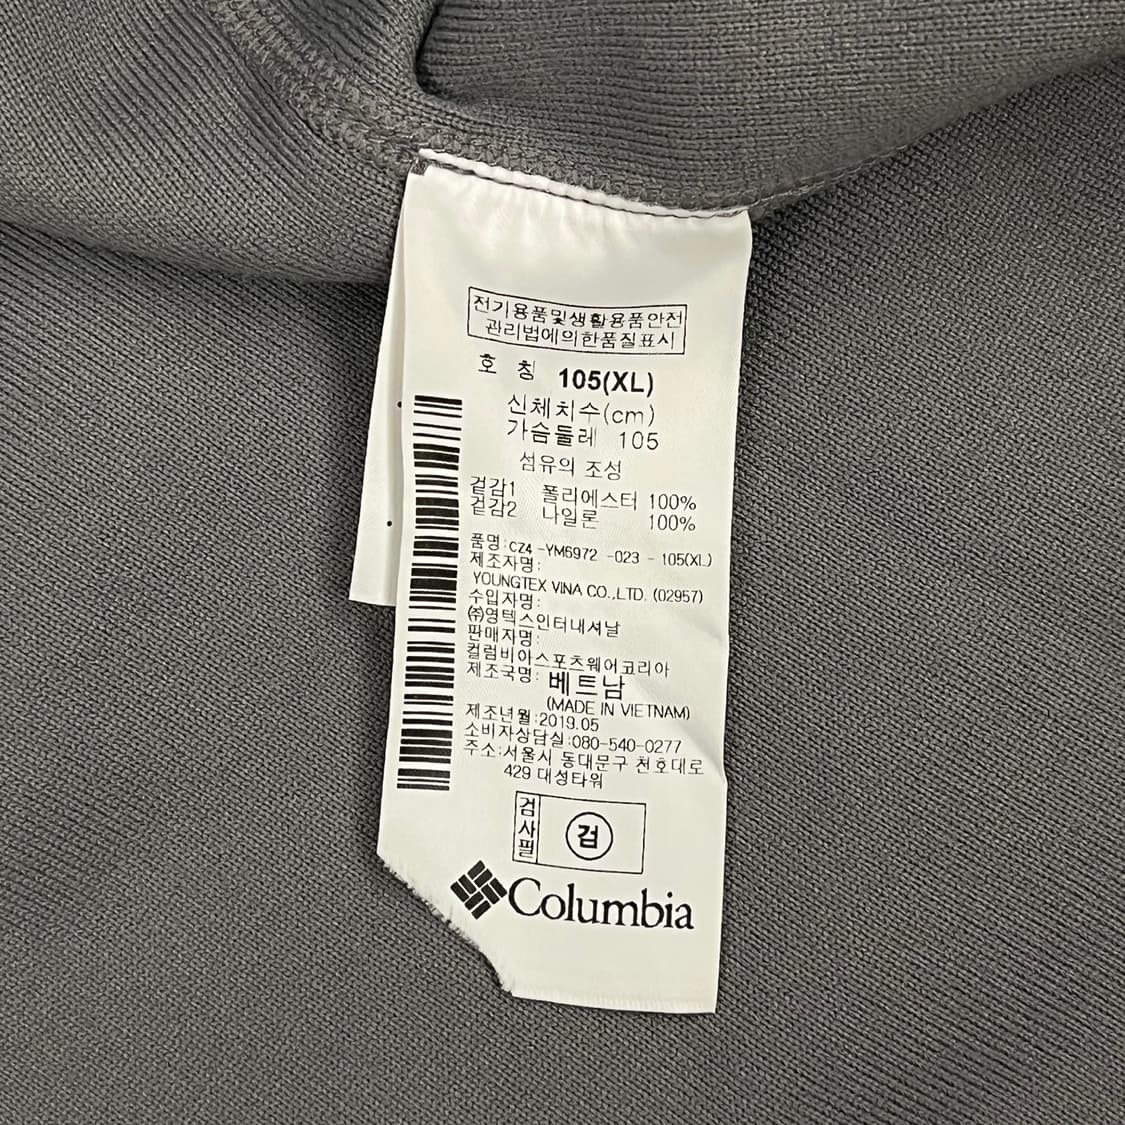 전기용품및생활용품안전
관리법에의한품질표시
호 칭 105(XL)
신체치수(cm)
가슴둘레 105
섬유의 조성
겉감1 폴리에스터 100%
겉감2 나일론 100%
품명:CZ4 -YM6972 -023 - 105(XL)
제조자명:
YOUNGTEX VINA CO.,LTD. (02957)
수입자명:
㈜영텍스인터내셔날
판매자명:
컬럼비아스포츠웨어코리아
제조국명: 베트남
(MADE IN VIETNAM)
제조년월:2019.05
소비자상담실:080-540-0277
주소:서울시 동대문구 천호대로
429 대성타워
검사필
검
Columbia